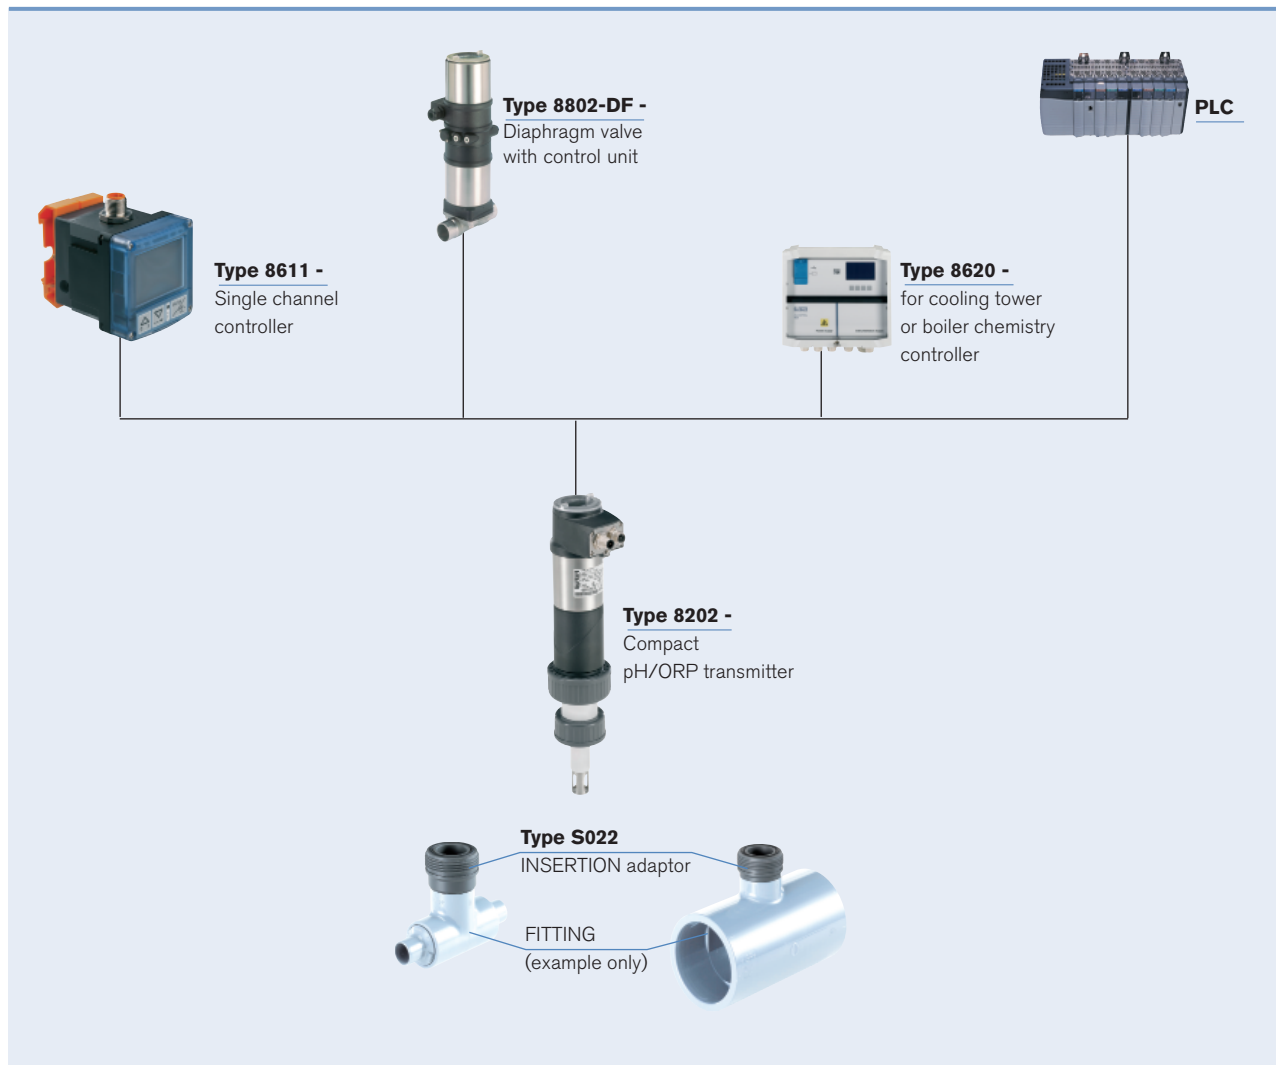 Type 8802-DF -
Diaphragm valve
with control unit
PLC
Type 8611 -
Single channel
controller
Type 8620 -
for cooling tower
or boiler chemistry
controller
Type 8202 -
Compact
pH/ORP transmitter
Type S022
INSERTION adaptor
FITTING
(example only)